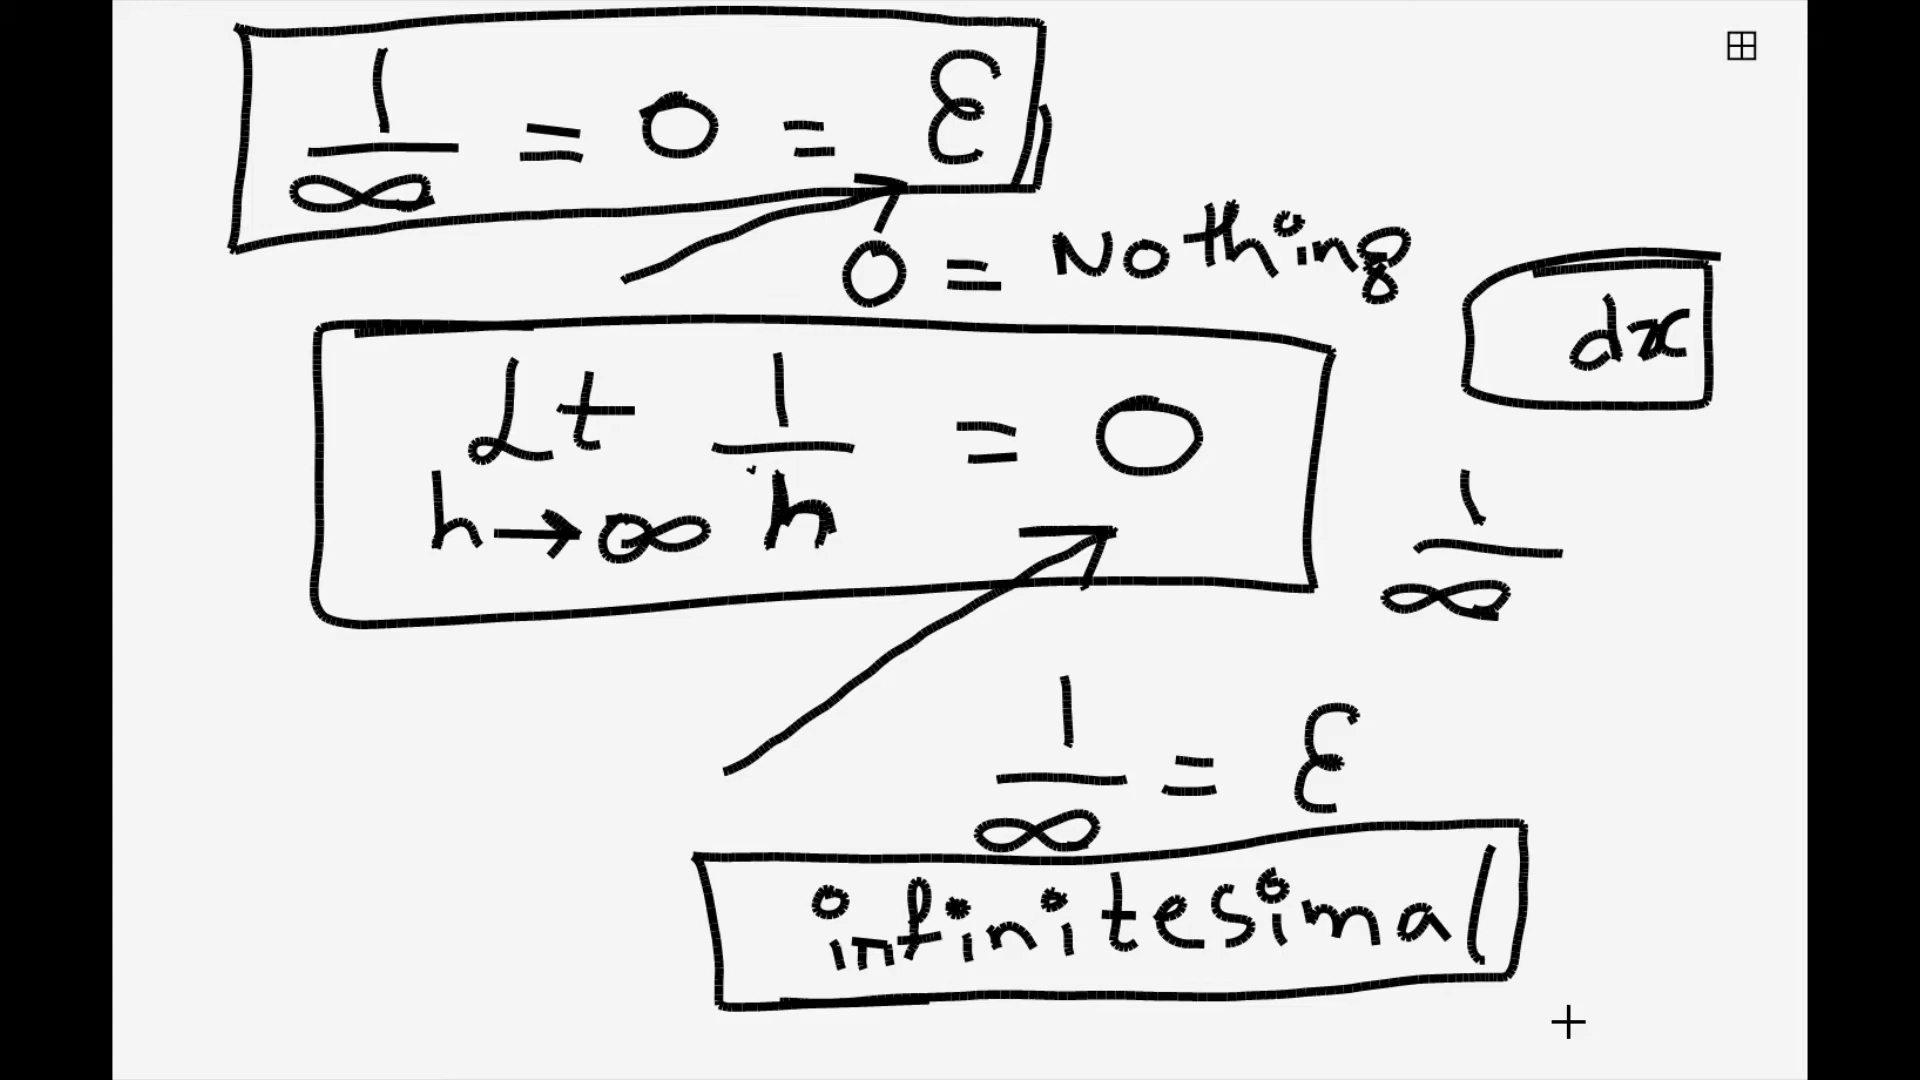 1/∞ = 0 = ε
0 = Nothing
dx
Lt h→∞ 1/h = 0
1/∞
1/∞ = ε
infinitesimal